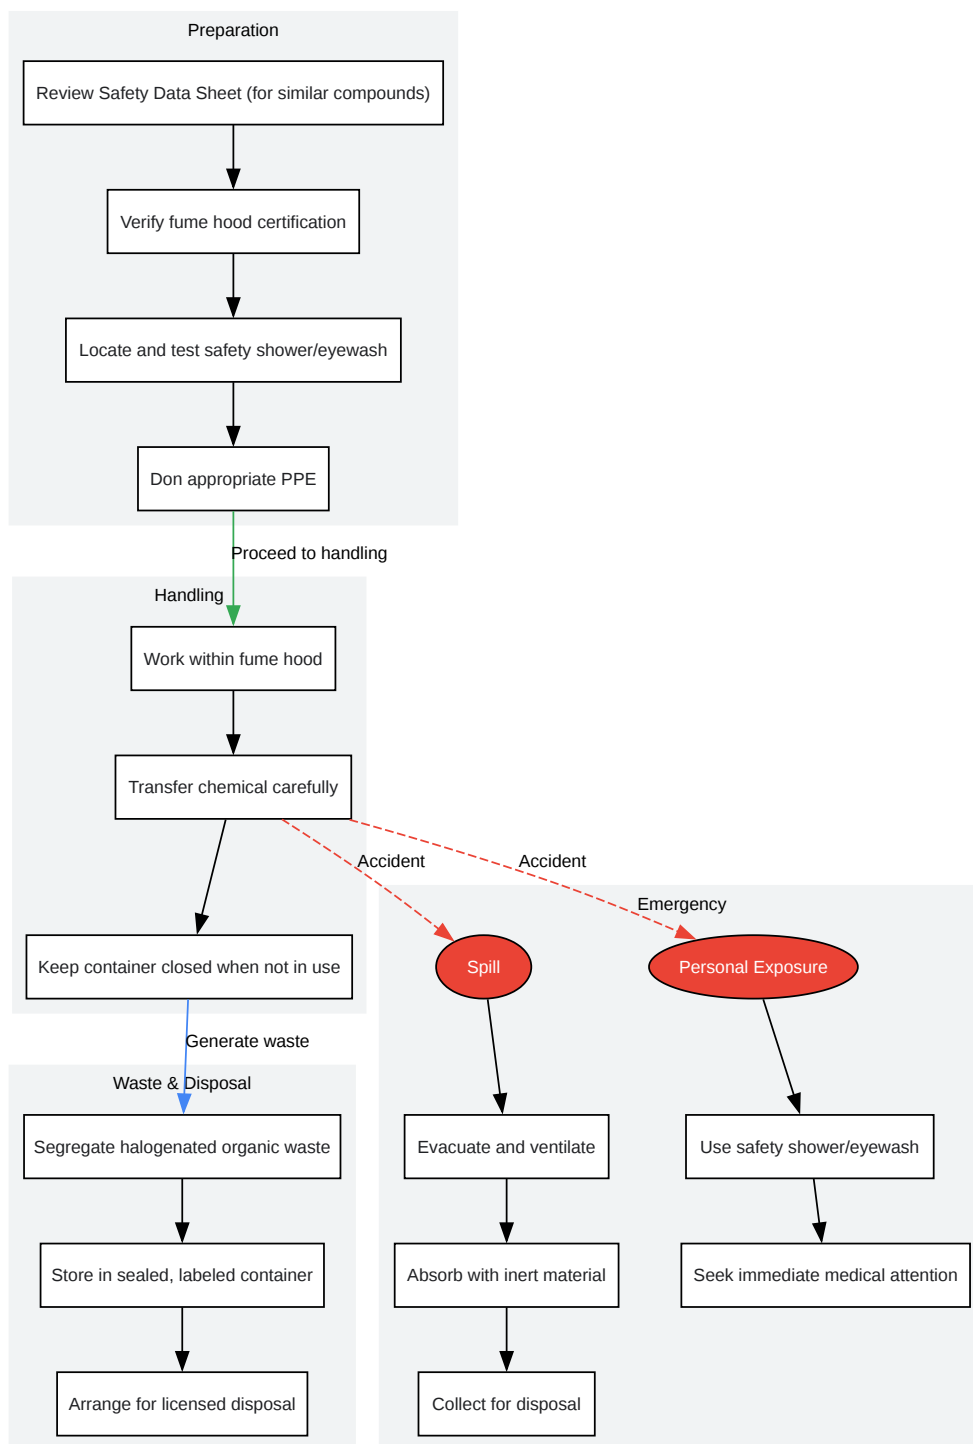 Preparation
Review Safety Data Sheet (for similar compounds)
Verify fume hood certification
Locate and test safety shower/eyewash
Don appropriate PPE
Proceed to handling
Handling
Work within fume hood
Transfer chemical carefully
Accident
Accident
Emergency
Keep container closed when not in use
Spill
Personal Exposure
Generate waste
Waste & Disposal
Segregate halogenated organic waste
Evacuate and ventilate
Use safety shower/eyewash
Store in sealed, labeled container
Absorb with inert material
Seek immediate medical attention
Arrange for licensed disposal
Collect for disposal